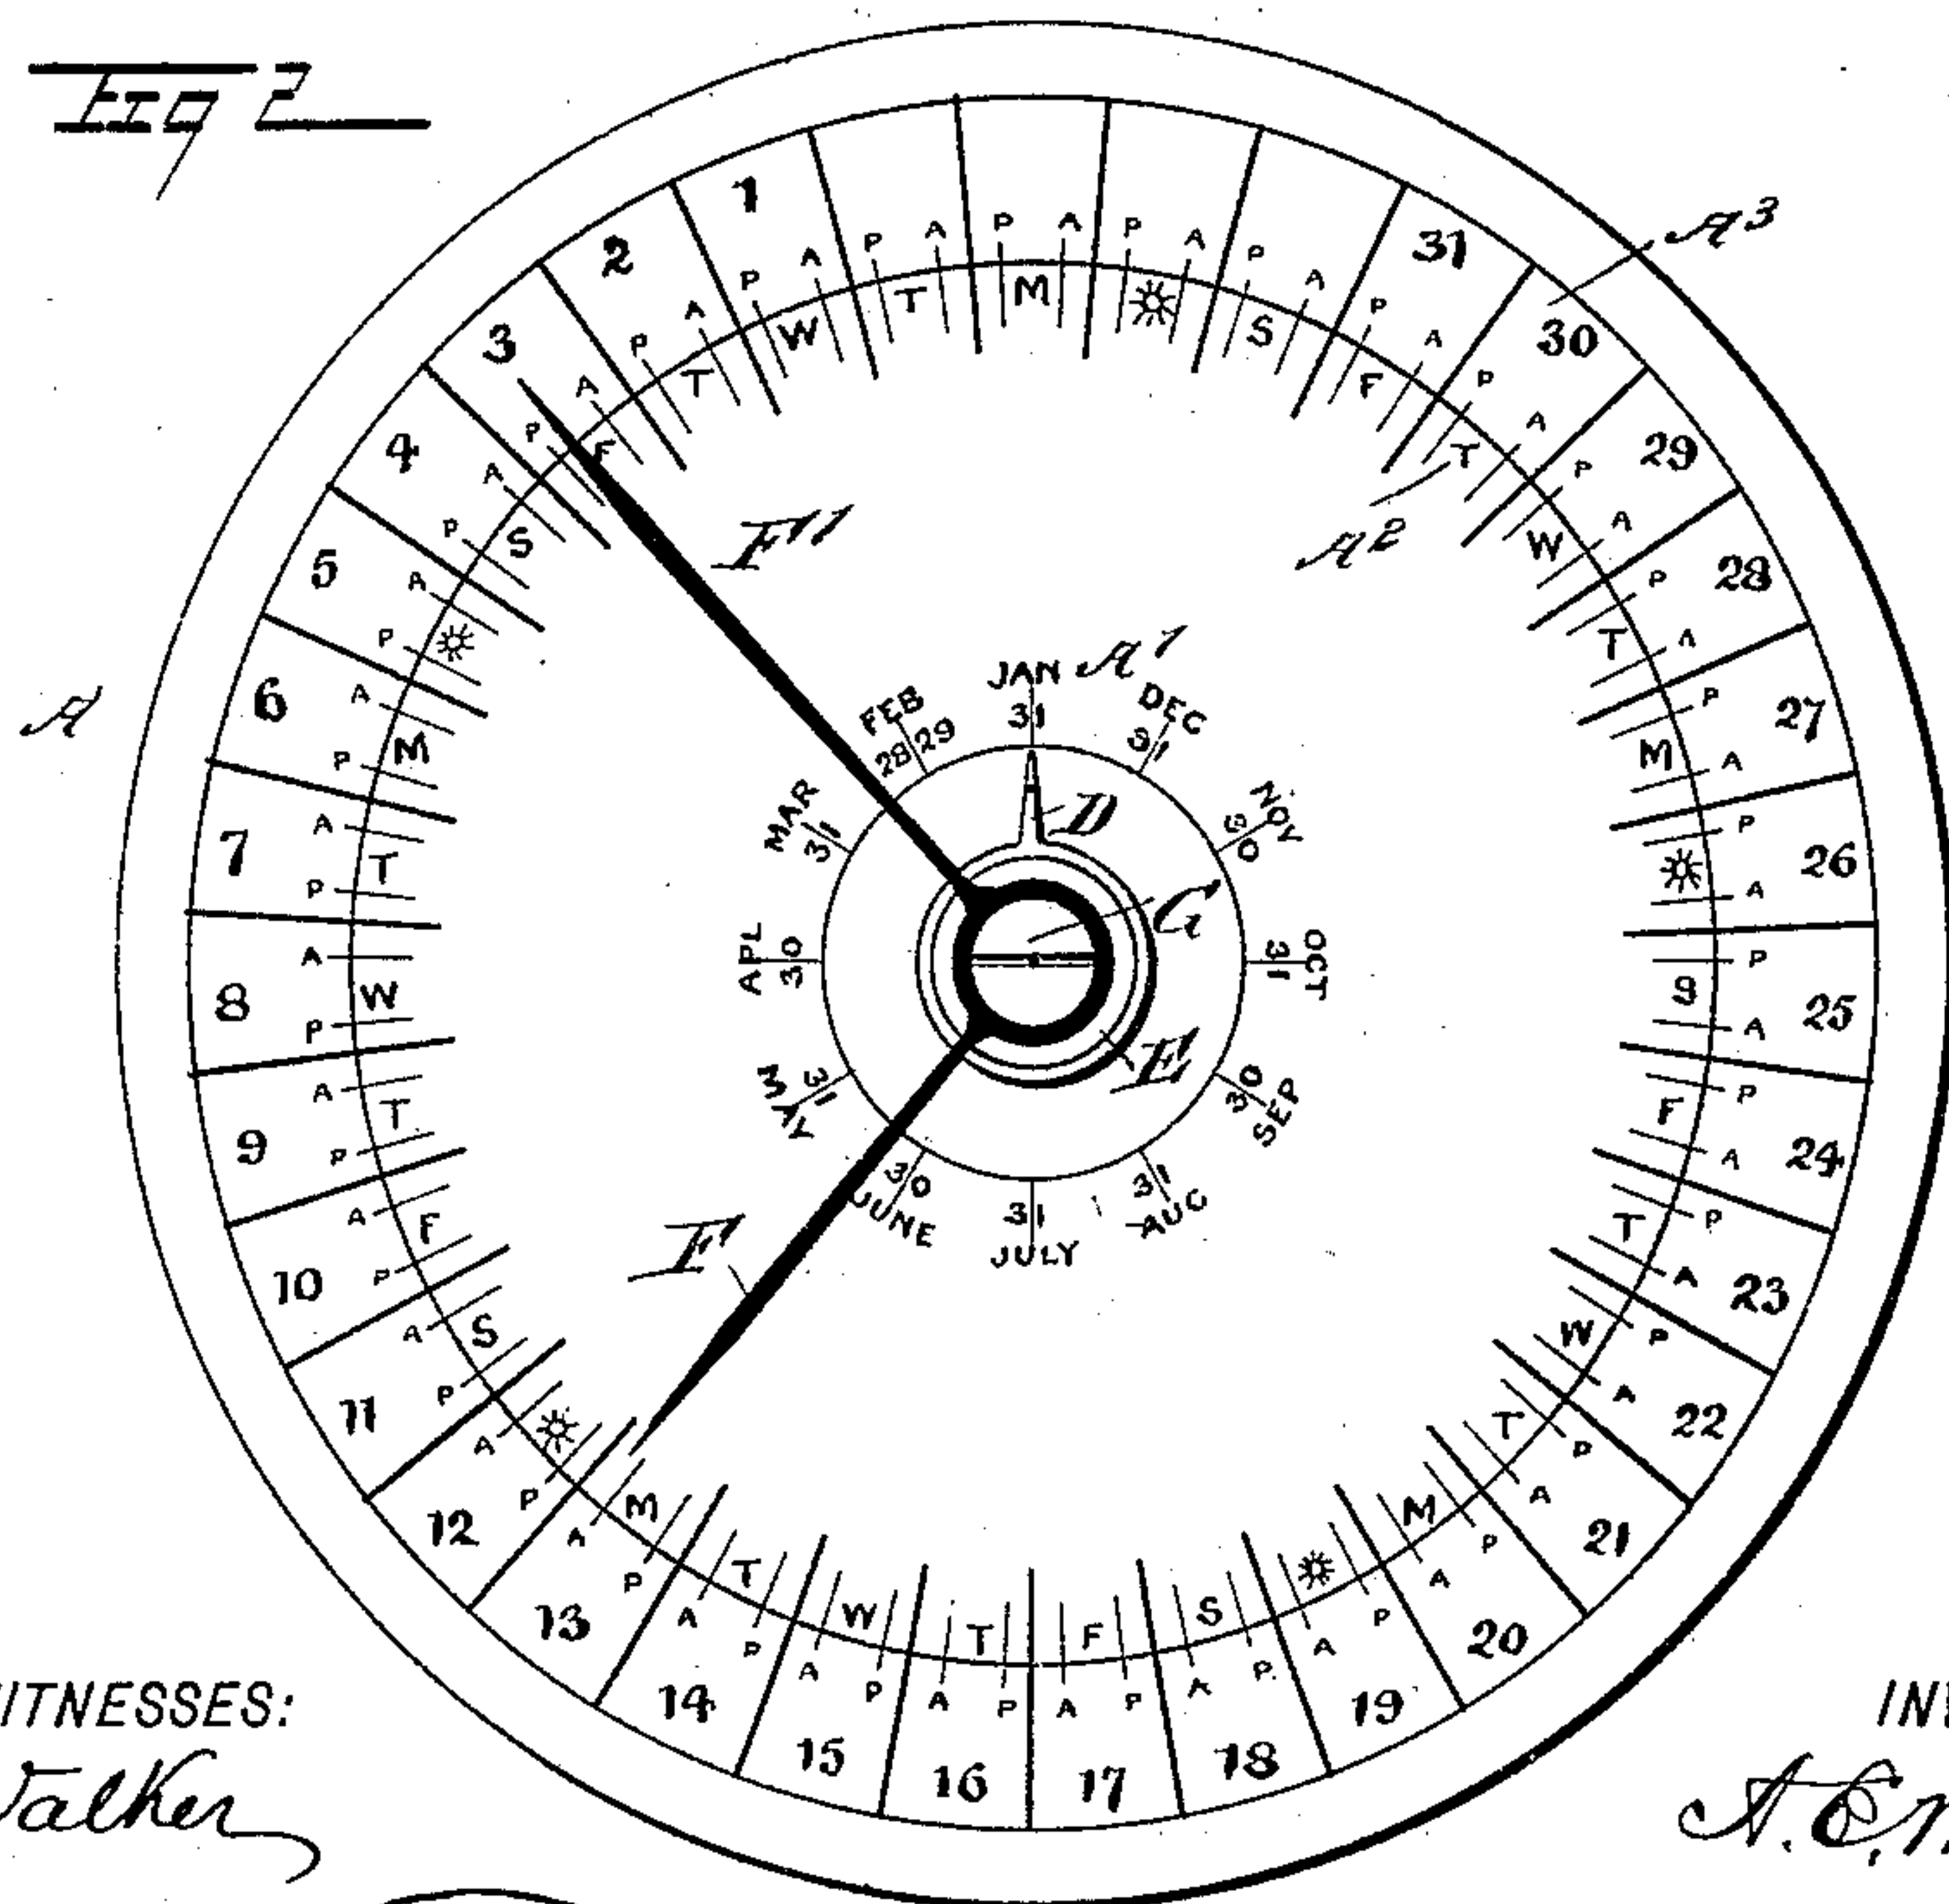 Fig 2
1 2 3 4 5 6 7 8 9 10 11 12 13 14 15 16 17 18 19 20 21 22 23 24 25 26 27 28 29 30 31
M T W T F S M T W T F S M T W T F S M T W T F S M T W T F S
P A P A P A P A P A P A P A P A P A P A P A P A P A P A P A P A P A P A P A P A P A P A P A P A P A P A P A P A P A P A P A P A P A P A
A³
A²
F¹
A
A¹
JAN 31
FEB 28 29
MAR 31
APL 30
MAY 31
JUNE 30
JULY 31
AUG 31
SEP 30
OCT 31
NOV 30
DEC 31
D
G
E
F
ITNESSES:
Walker
INV
A.E.